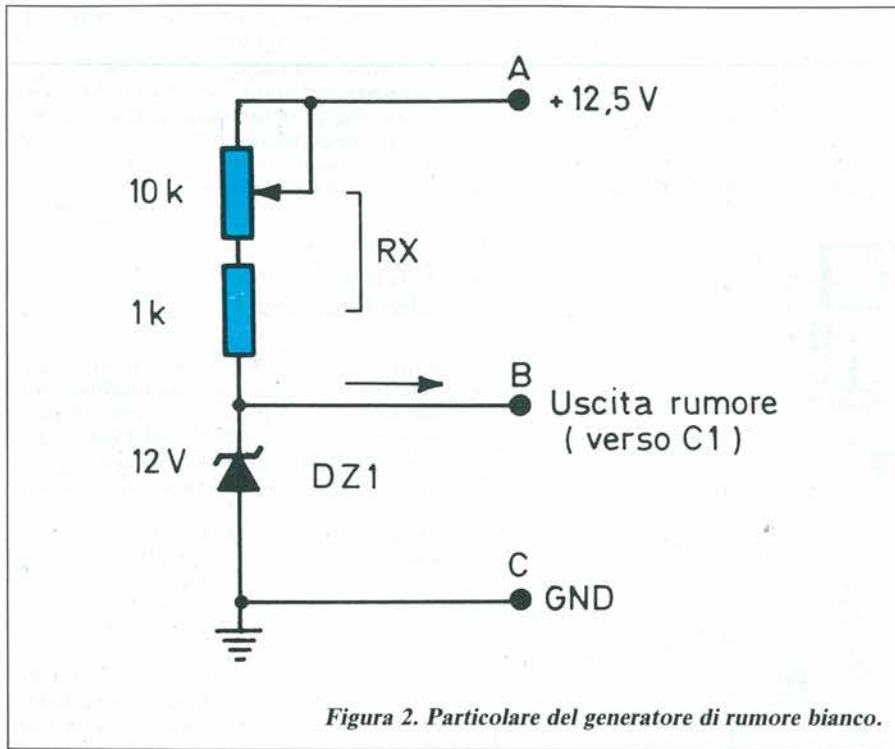 A
+ 12,5 V
10 k
RX
1 k
B
Uscita rumore
( verso C1 )
12 V
DZ1
C
GND
Figura 2. Particolare del generatore di rumore bianco.